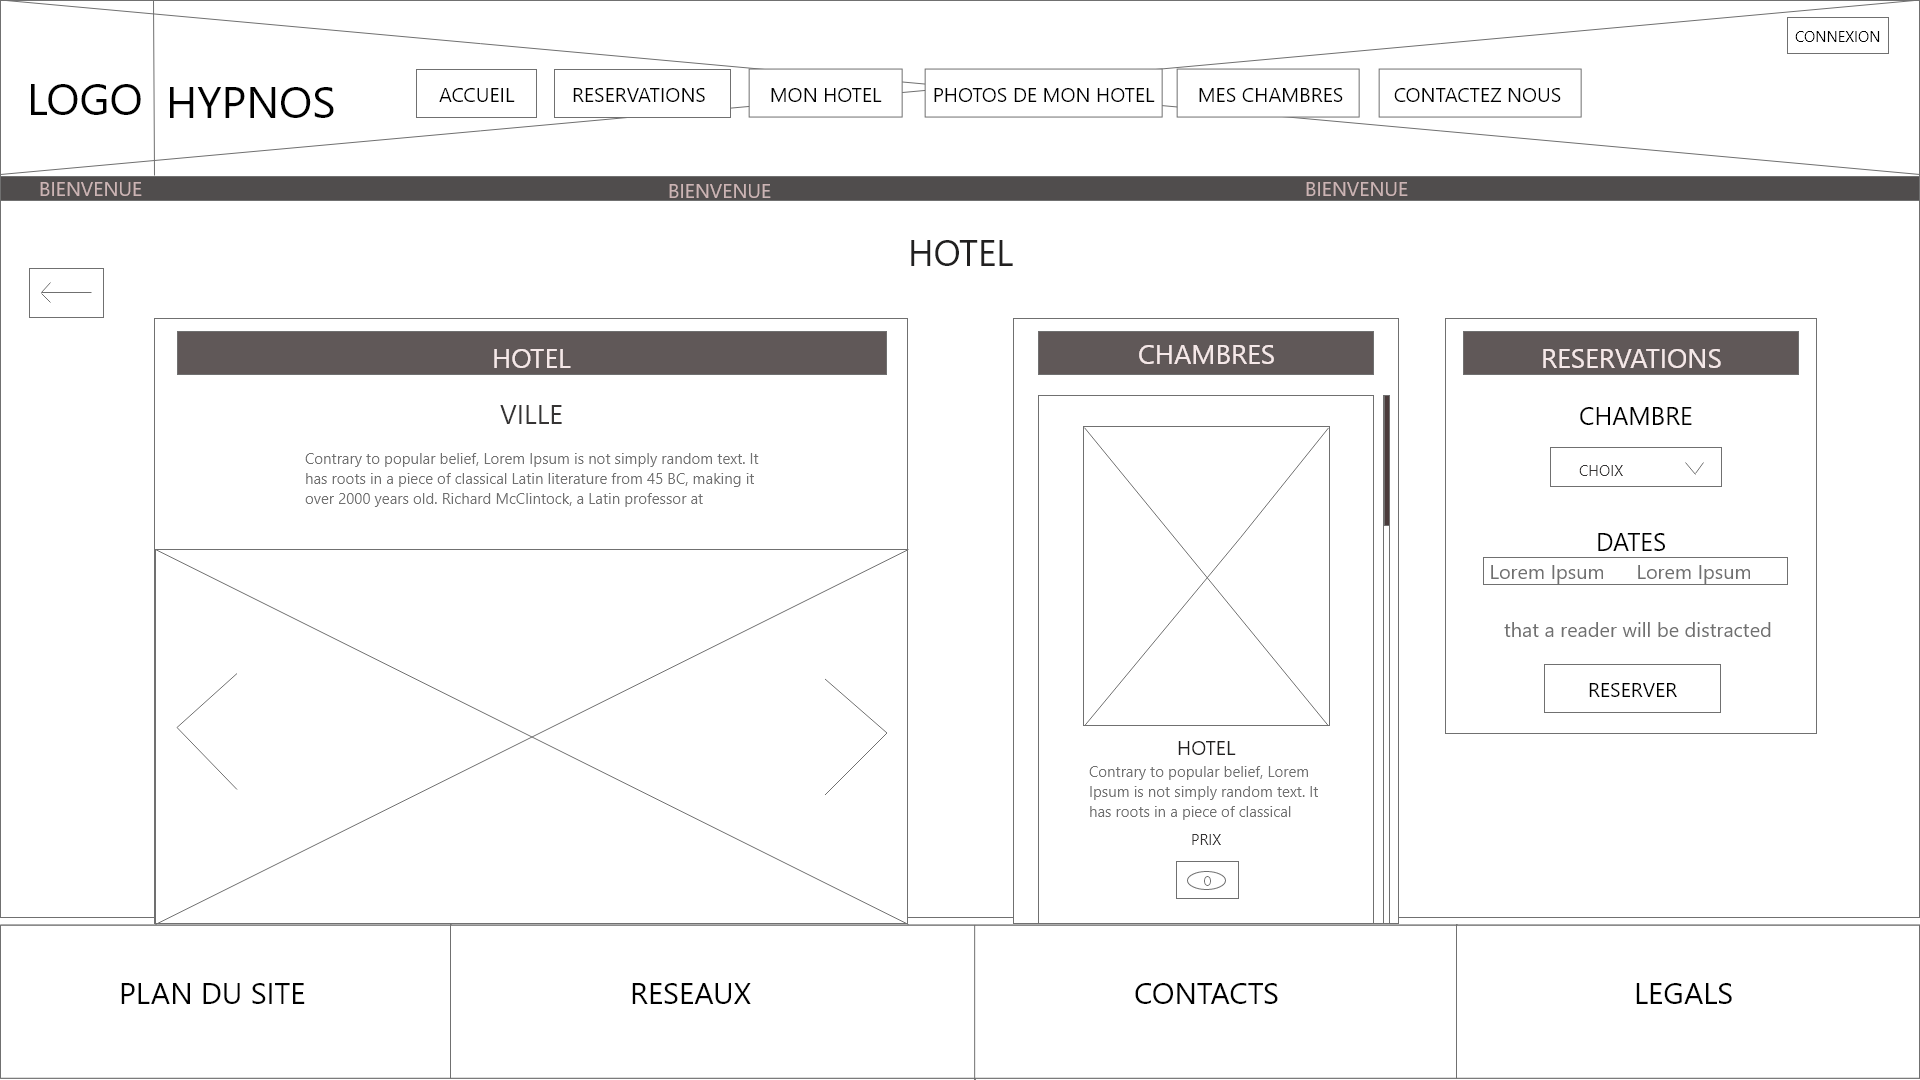 CONNEXION
LOGO
HYPNOS
ACCUEIL
RESERVATIONS
MON HOTEL
PHOTOS DE MON HOTEL
MES CHAMBRES
CONTACTEZ NOUS
BIENVENUE
BIENVENUE
BIENVENUE
HOTEL
HOTEL
VILLE
Contrary to popular belief, Lorem Ipsum is not simply random text. It
has roots in a piece of classical Latin literature from 45 BC, making it
over 2000 years old. Richard McClintock, a Latin professor at
CHAMBRES
HOTEL
Contrary to popular belief, Lorem
Ipsum is not simply random text. It
has roots in a piece of classical
PRIX
0
RESERVATIONS
CHAMBRE
CHOIX
DATES
Lorem Ipsum
Lorem Ipsum
that a reader will be distracted
RESERVER
PLAN DU SITE
RESEAUX
CONTACTS
LEGALS